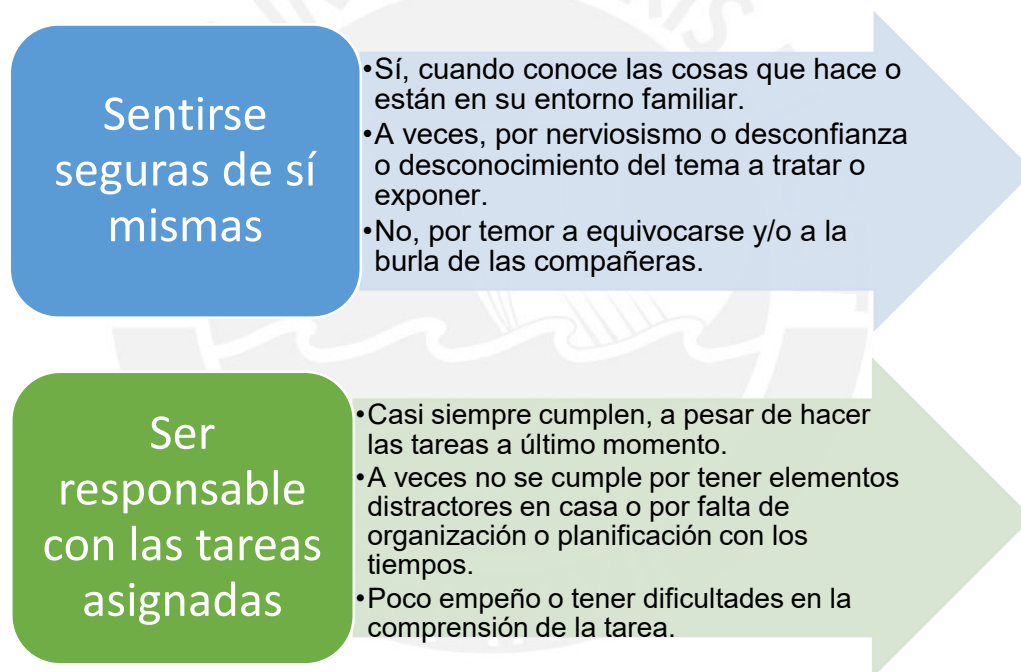 Sentirse
seguras de sí
mismas
•Sí, cuando conoce las cosas que hace o
están en su entorno familiar.
•A veces, por nerviosismo o desconfianza
o desconocimiento del tema a tratar o
exponer.
•No, por temor a equivocarse y/o a la
burla de las compañeras.
Ser
responsable
con las tareas
asignadas
•Casi siempre cumplen, a pesar de hacer
las tareas a último momento.
•A veces no se cumple por tener elementos
distractores en casa o por falta de
organización o planificación con los
tiempos.
•Poco empeño o tener dificultades en la
comprensión de la tarea.